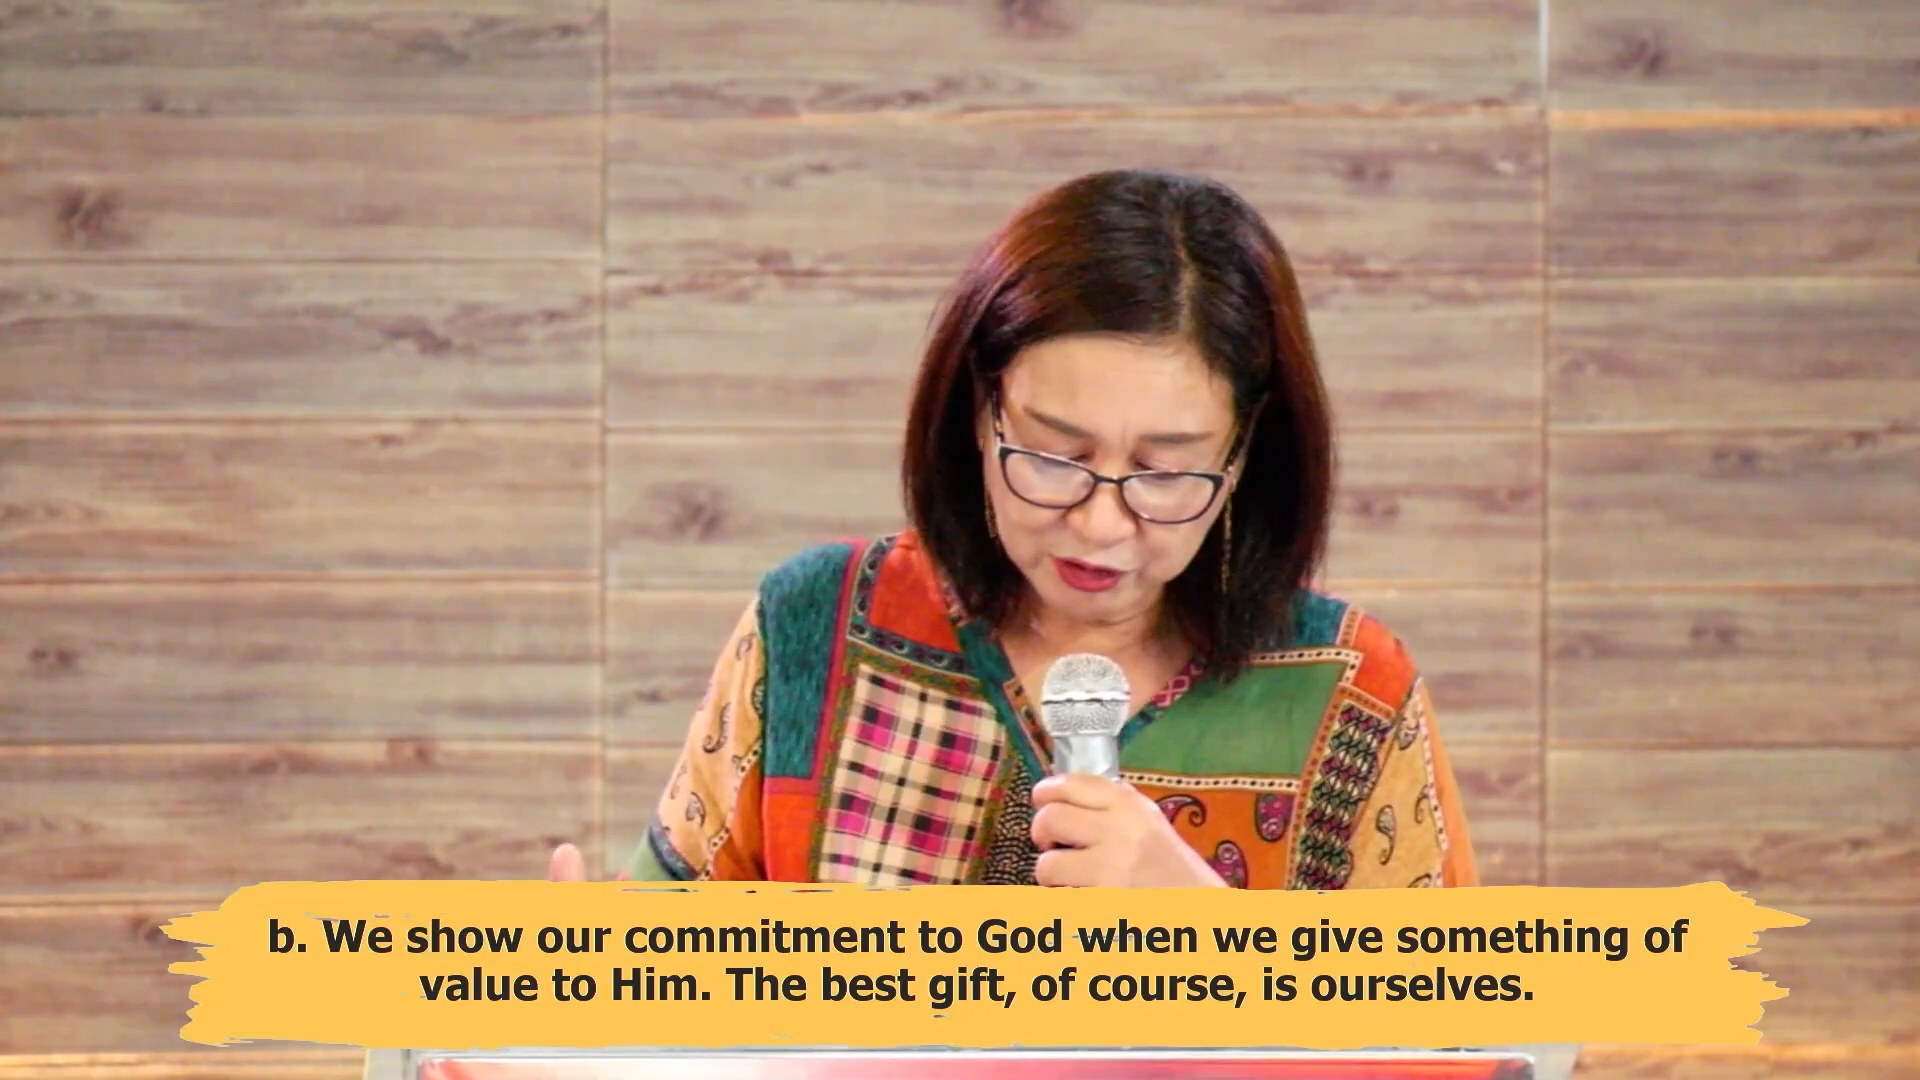 b. We show our commitment to God when we give something of
value to Him. The best gift, of course, is ourselves.